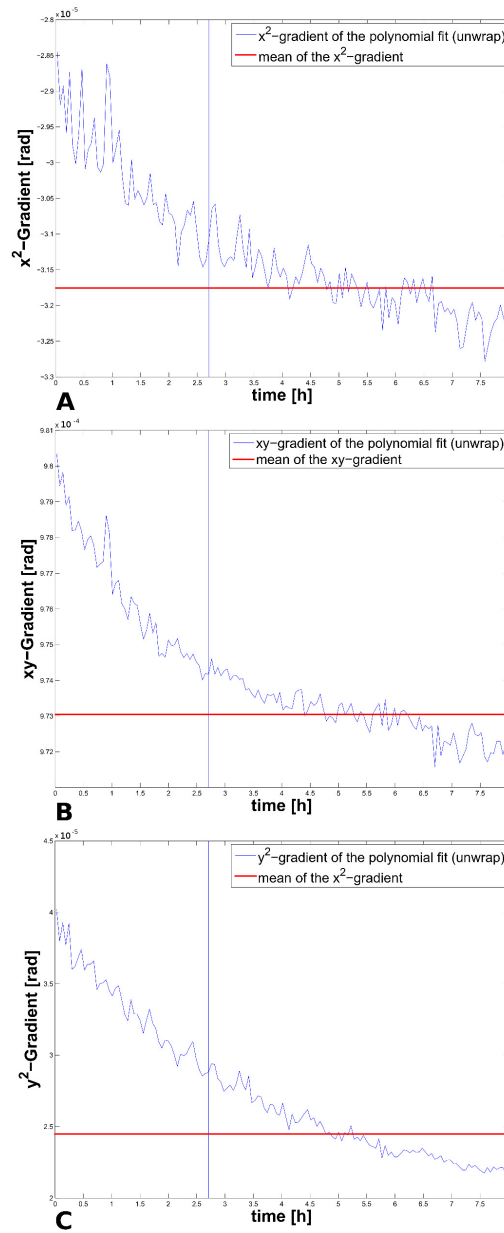 × 10⁻⁵
x²−gradient of the polynomial fit (unwrap)
mean of the x²−gradient
−2.8
−2.85
−2.9
−2.95
−3
−3.05
−3.1
−3.15
−3.2
−3.25
−3.3
x²−Gradient [rad]
0 0.5 1 1.5 2 2.5 3 3.5 4 4.5 5 5.5 6 6.5 7 7.5
time [h]
A
× 10⁻⁴
xy−gradient of the polynomial fit (unwrap)
mean of the xy−gradient
9.81
9.8
9.79
9.78
9.77
9.76
9.75
9.74
9.73
9.72
xy−Gradient [rad]
0 0.5 1 1.5 2 2.5 3 3.5 4 4.5 5 5.5 6 6.5 7 7.5
time [h]
B
× 10⁻⁵
y²−gradient of the polynomial fit (unwrap)
mean of the x²−gradient
4.5
4
3.5
3
2.5
2
y²−Gradient [rad]
0 0.5 1 1.5 2 2.5 3 3.5 4 4.5 5 5.5 6 6.5 7 7.5
time [h]
C